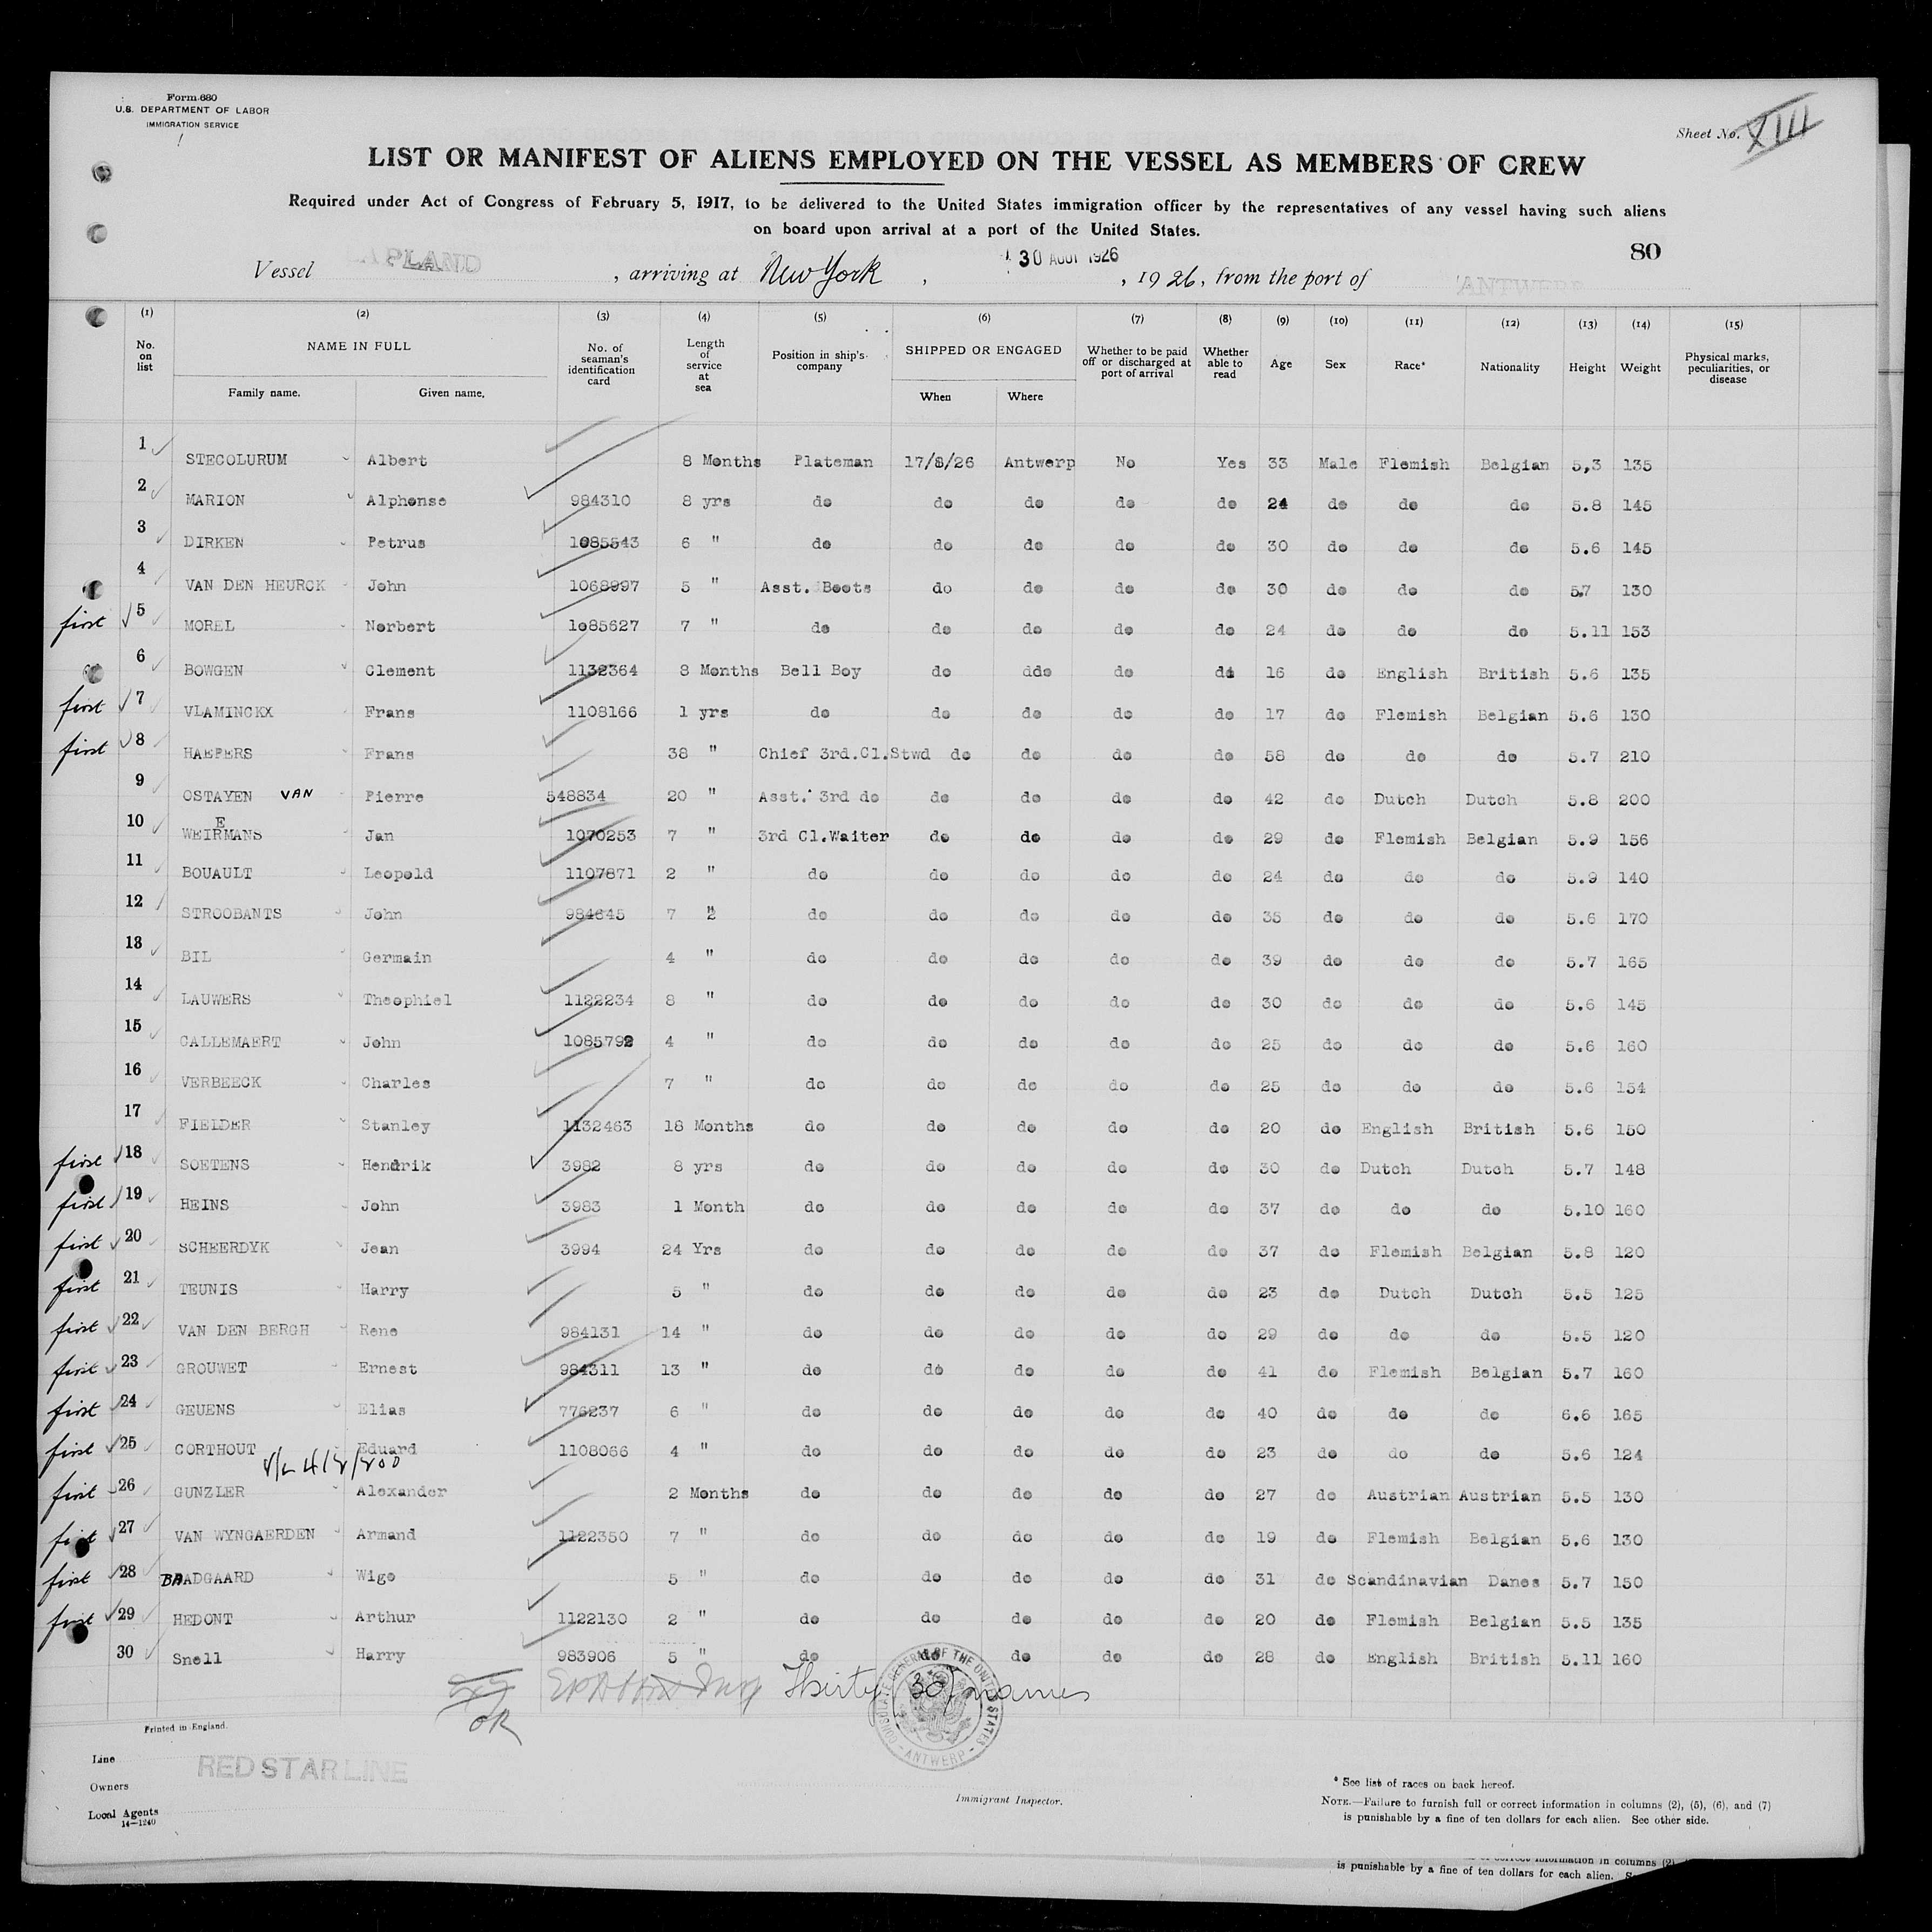 Form 680
U.S. DEPARTMENT OF LABOR
IMMIGRATION SERVICE
Sheet No. XIII
LIST OR MANIFEST OF ALIENS EMPLOYED ON THE VESSEL AS MEMBERS OF CREW
Required under Act of Congress of February 5, 1917, to be delivered to the United States immigration officer by the representatives of any vessel having such aliens
on board upon arrival at a port of the United States.
80
Vessel LAPLAND, arriving at New York, 30 AOUT 1926, 1926, from the port of ANTWERP
(1) (2) (3) (4) (5) (6) (7) (8) (9) (10) (11) (12) (13) (14) (15)
No. on list NAME IN FULL Family name. Given name. No. of seaman's identification card Length of service at sea Position in ship's company SHIPPED OR ENGAGED When Where Whether to be paid off or discharged at port of arrival Whether able to read Age Sex Race* Nationality Height Weight Physical marks, peculiarities, or disease
1 STECOLURUM Albert 8 Months Plateman 17/8/26 Antwerp No Yes 33 Male Flemish Belgian 5,3 135
2 MARION Alphonse 984310 8 yrs do do do do do 24 do do do 5.8 145
3 DIRKEN Petrus 1085543 6 " do do do do do 30 do do do 5.6 145
4 VAN DEN HEURCK John 1068997 5 " Asst. Boots do do do do 30 do do do 5.7 130
first 5 MOREL Norbert 1085627 7 " do do do do do 24 do do do 5.11 153
6 BOWGEN Clement 1132364 8 Months Bell Boy do ddo do do 16 do English British 5.6 135
first 7 VLAMINCKX Frans 1108166 1 yrs do do do do do 17 do Flemish Belgian 5.6 130
first 8 HAEPERS Frans 38 " Chief 3rd.Cl.Stwd do do do do 58 do do do 5.7 210
9 OSTAYEN VAN Pierre 548834 20 " Asst. 3rd do do do do do 42 do Dutch Dutch 5.8 200
E
10 WEIRMANS Jan 1070253 7 " 3rd Cl.Waiter do do do do 29 do Flemish Belgian 5.9 156
11 BOUAULT Leopold 1107871 2 " do do do do do 24 do do do 5.9 140
12 STROOBANTS John 984645 7 " do do do do do 35 do do do 5.6 170
13 BIL Germain 4 " do do do do do 39 do do do 5.7 165
14 LAUWERS Theophiel 1122234 8 " do do do do do 30 do do do 5.6 145
15 CALLEMAERT John 1085792 4 " do do do do do 25 do do do 5.6 160
16 VERBEECK Charles 7 " do do do do do 25 do do do 5.6 154
17 FIELDER Stanley 1132463 18 Months do do do do do 20 do English British 5.6 150
first 18 SOETENS Hendrik 3982 8 yrs do do do do do 30 do Dutch Dutch 5.7 148
first 19 HEINS John 3983 1 Month do do do do do 37 do do do 5.10 160
first 20 SCHEERDYK Jean 3994 24 Yrs do do do do do 37 do Flemish Belgian 5.8 120
first 21 TEUNIS Harry 5 " do do do do do 23 do Dutch Dutch 5.5 125
first 22 VAN DEN BERGH Rene 984131 14 " do do do do do 29 do do do 5.5 120
first 23 GROUWET Ernest 984311 13 " do do do do do 41 do Flemish Belgian 5.7 160
first 24 GEUENS Elias 776237 6 " do do do do do 40 do do do 6.6 165
first 25 CORTHOUT Eduard 1108066 4 " do do do do do 23 do do do 5.6 124
first 26 GUNZLER Alexander 2 Months do do do do do 27 do Austrian Austrian 5.5 130
first 27 VAN WYNGAERDEN Armand 1122350 7 " do do do do do 19 do Flemish Belgian 5.6 130
first 28 BAADGAARD Wigo 5 " do do do do do 31 do Scandinavian Danes 5.7 150
first 29 HEDONT Arthur 1122130 2 " do do do do do 20 do Flemish Belgian 5.5 135
30 Snell Harry 983906 5 " do do do do do 28 do English British 5.11 160
Thirty (30) names
OK
CONSULATE GENERAL OF THE UNITED STATES
ANTWERP
Printed in England.
Line RED STAR LINE
Owners
Local Agents
14—1240
Immigrant Inspector.
* See list of races on back hereof.
NOTE.—Failure to furnish full or correct information in columns (2), (5), (6), and (7)
is punishable by a fine of ten dollars for each alien. See other side.
information in columns (2)
is punishable by a fine of ten dollars for each alien.